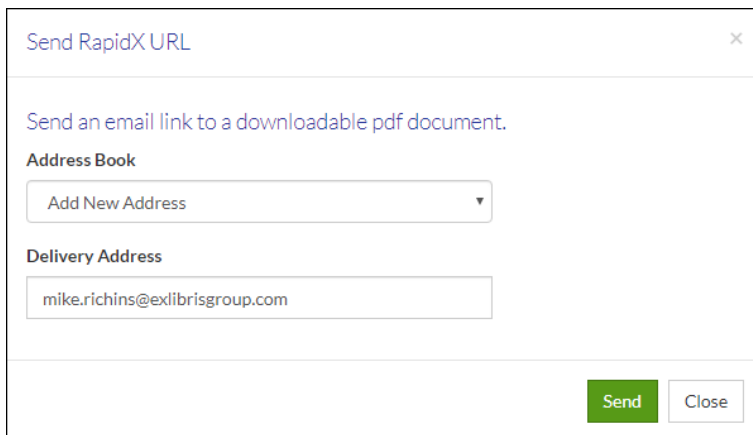 Send RapidX URL
×
Send an email link to a downloadable pdf document.
Address Book
Add New Address
Delivery Address
mike.richins@exlibrisgroup.com
Send Close